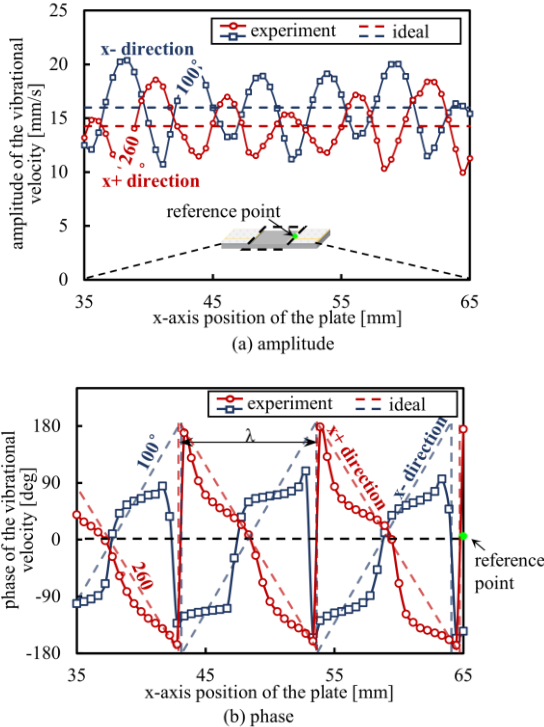 25
20
15
10
5
0
amplitude of the vibrational
velocity [mm/s]
experiment
ideal
x- direction
100°
260°
x+ direction
reference point
35
45
55
65
x-axis position of the plate [mm]
(a) amplitude
180
90
0
-90
-180
phase of the vibrational
velocity [deg]
experiment
ideal
100°
λ
x+ direction
x- direction
260
reference
point
35
45
55
65
x-axis position of the plate [mm]
(b) phase